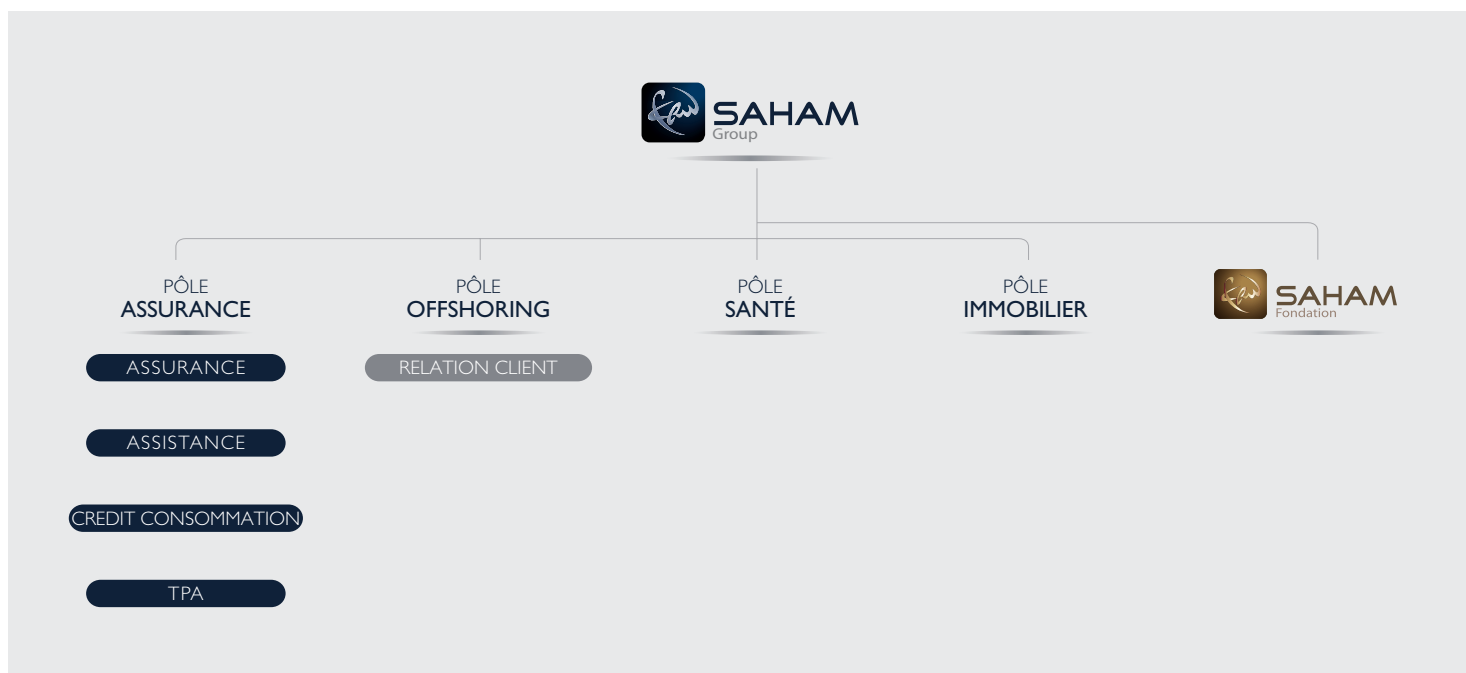 SAHAM
Group
PÔLE
ASSURANCE
PÔLE
OFFSHORING
PÔLE
SANTÉ
PÔLE
IMMOBILIER
SAHAM
Fondation
ASSURANCE
RELATION CLIENT
ASSISTANCE
CREDIT CONSOMMATION
TPA